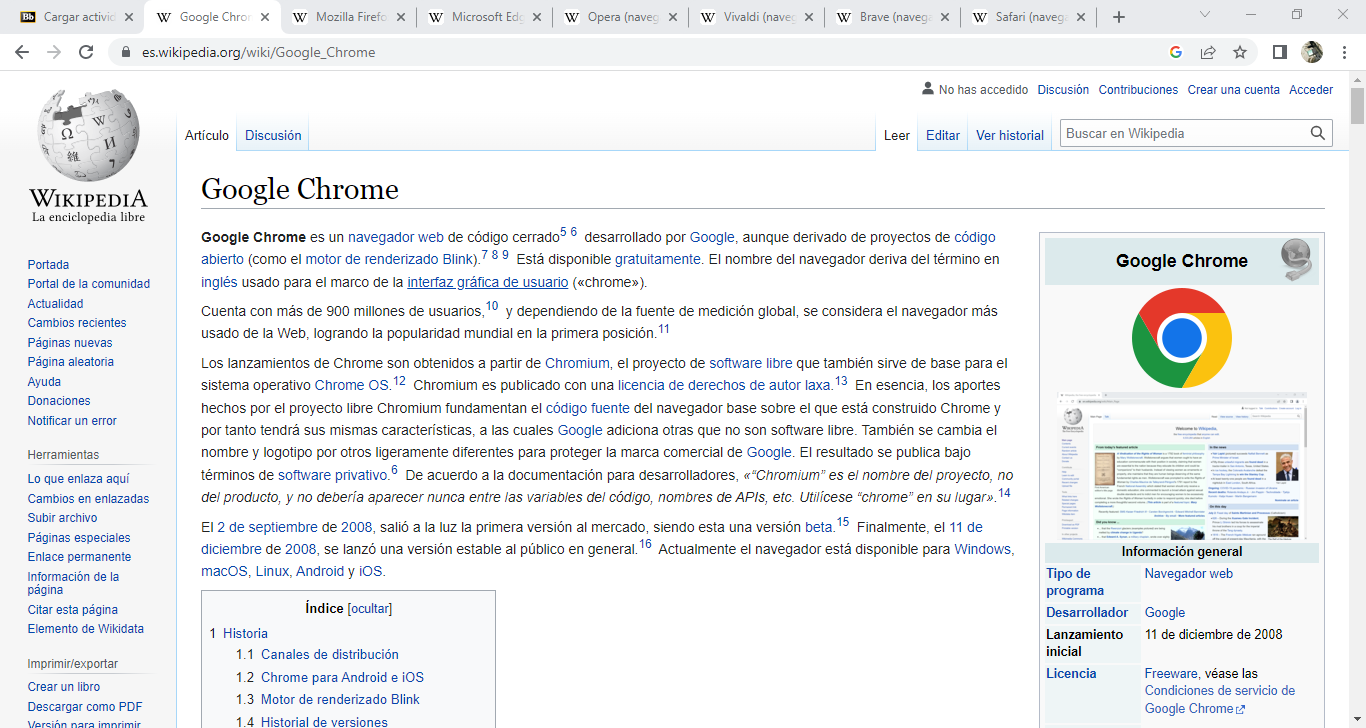 Cargar activid
Google Chror
Mozilla Firefo
Microsoft Edg
Opera (naveg
Vivaldi (naveg
Brave (navega
Safari (navega
es.wikipedia.org/wiki/Google_Chrome
No has accedido Discusión Contribuciones Crear una cuenta Acceder
Artículo Discusión Leer Editar Ver historial Buscar en Wikipedia
WIKIPEDIA
La enciclopedia libre
Portada
Portal de la comunidad
Actualidad
Cambios recientes
Páginas nuevas
Página aleatoria
Ayuda
Donaciones
Notificar un error
Herramientas
Lo que enlaza aquí
Cambios en enlazadas
Subir archivo
Páginas especiales
Enlace permanente
Información de la
página
Citar esta página
Elemento de Wikidata
Imprimir/exportar
Crear un libro
Descargar como PDF
Versión para imprimir
Google Chrome
Google Chrome es un navegador web de código cerrado5 6 desarrollado por Google, aunque derivado de proyectos de código
abierto (como el motor de renderizado Blink).7 8 9 Está disponible gratuitamente. El nombre del navegador deriva del término en
inglés usado para el marco de la interfaz gráfica de usuario («chrome»).
Cuenta con más de 900 millones de usuarios,10 y dependiendo de la fuente de medición global, se considera el navegador más
usado de la Web, logrando la popularidad mundial en la primera posición.11
Los lanzamientos de Chrome son obtenidos a partir de Chromium, el proyecto de software libre que también sirve de base para el
sistema operativo Chrome OS.12 Chromium es publicado con una licencia de derechos de autor laxa.13 En esencia, los aportes
hechos por el proyecto libre Chromium fundamentan el código fuente del navegador base sobre el que está construido Chrome y
por tanto tendrá sus mismas características, a las cuales Google adiciona otras que no son software libre. También se cambia el
nombre y logotipo por otros ligeramente diferentes para proteger la marca comercial de Google. El resultado se publica bajo
términos de software privativo.6 De acuerdo a la documentación para desarrolladores, «“Chromium” es el nombre del proyecto, no
del producto, y no debería aparecer nunca entre las variables del código, nombres de APIs, etc. Utilícese “chrome” en su lugar».14
El 2 de septiembre de 2008, salió a la luz la primera versión al mercado, siendo esta una versión beta.15 Finalmente, el 11 de
diciembre de 2008, se lanzó una versión estable al público en general.16 Actualmente el navegador está disponible para Windows,
macOS, Linux, Android y iOS.
Índice [ocultar]
1 Historia
1.1 Canales de distribución
1.2 Chrome para Android e iOS
1.3 Motor de renderizado Blink
1.4 Historial de versiones
Google Chrome
Información general
Tipo de Navegador web
programa
Desarrollador Google
Lanzamiento 11 de diciembre de 2008
inicial
Licencia Freeware, véase las
Condiciones de servicio de
Google Chrome